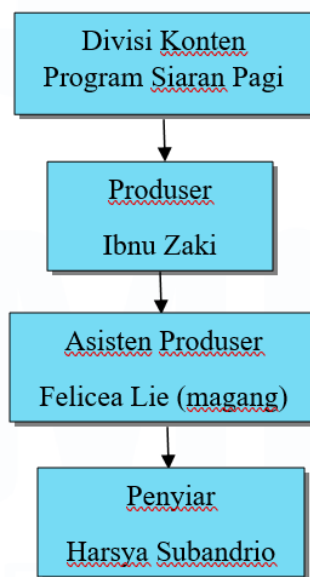 Divisi Konten
Program Siaran Pagi
Produser
Ibnu Zaki
Asisten Produser
Felicea Lie (magang)
Penyiar
Harsya Subandrio